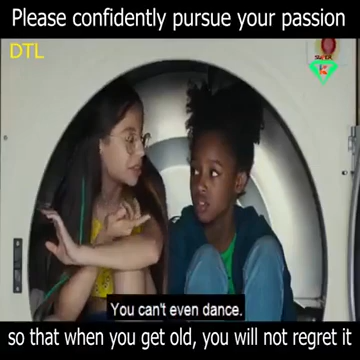 Please confidently pursue your passion
DTL
SUPER
K
You can't even dance.
so that when you get old, you will not regret it